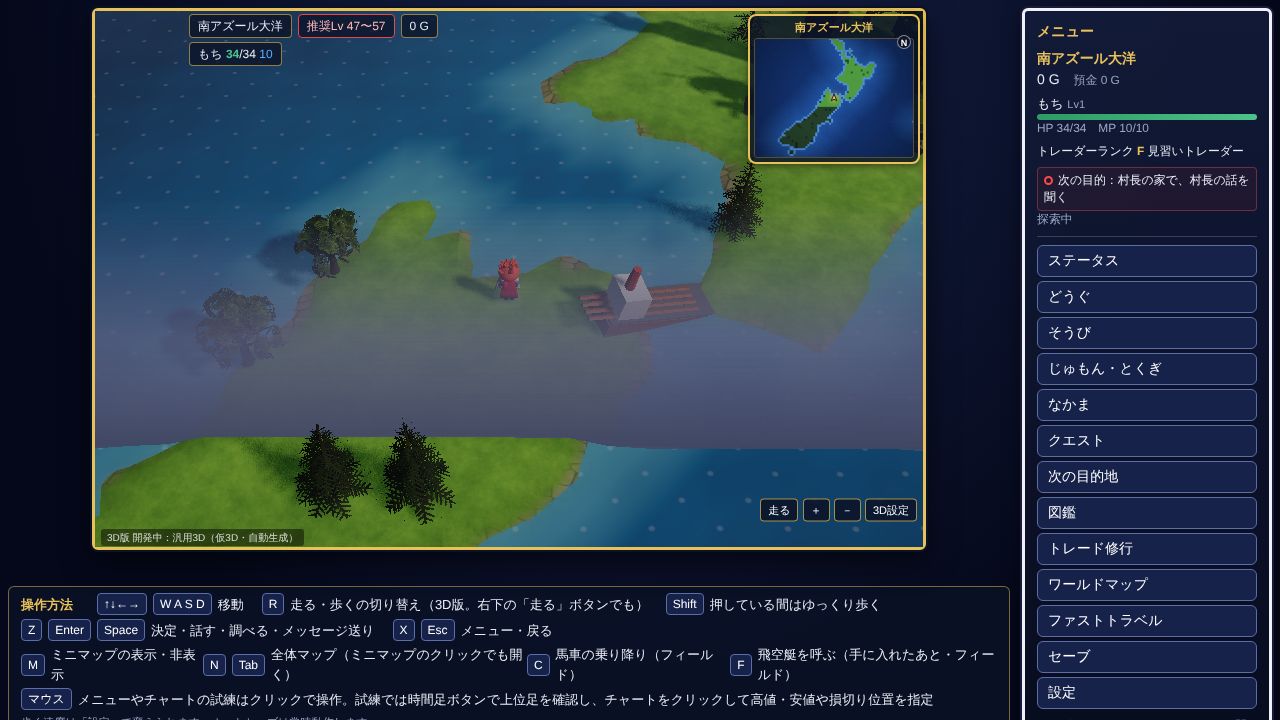 南アズール大洋
推奨Lv 47〜57
0 G
もち 34/34 10
南アズール大洋
N
A
走る
+
−
3D設定
3D版 開発中：汎用3D（仮3D・自動生成）
操作方法
↑↓←→ W A S D 移動 R 走る・歩くの切り替え（3D版。右下の「走る」ボタンでも） Shift 押している間はゆっくり歩く
Z Enter Space 決定・話す・調べる・メッセージ送り X Esc メニュー・戻る
M ミニマップの表示・非表示 N Tab 全体マップ（ミニマップのクリックでも開く） C 馬車の乗り降り（フィールド） F 飛空艇を呼ぶ（手に入れたあと・フィールド）
マウス メニューやチャートの試練はクリックで操作。試練では時間足ボタンで上位足を確認し、チャートをクリックして高値・安値や損切り位置を指定
メニュー
南アズール大洋
0 G 預金 0 G
もち Lv1
HP 34/34 MP 10/10
トレーダーランク F 見習いトレーダー
次の目的：村長の家で、村長の話を
聞く
探索中
ステータス
どうぐ
そうび
じゅもん・とくぎ
なかま
クエスト
次の目的地
図鑑
トレード修行
ワールドマップ
ファストトラベル
セーブ
設定